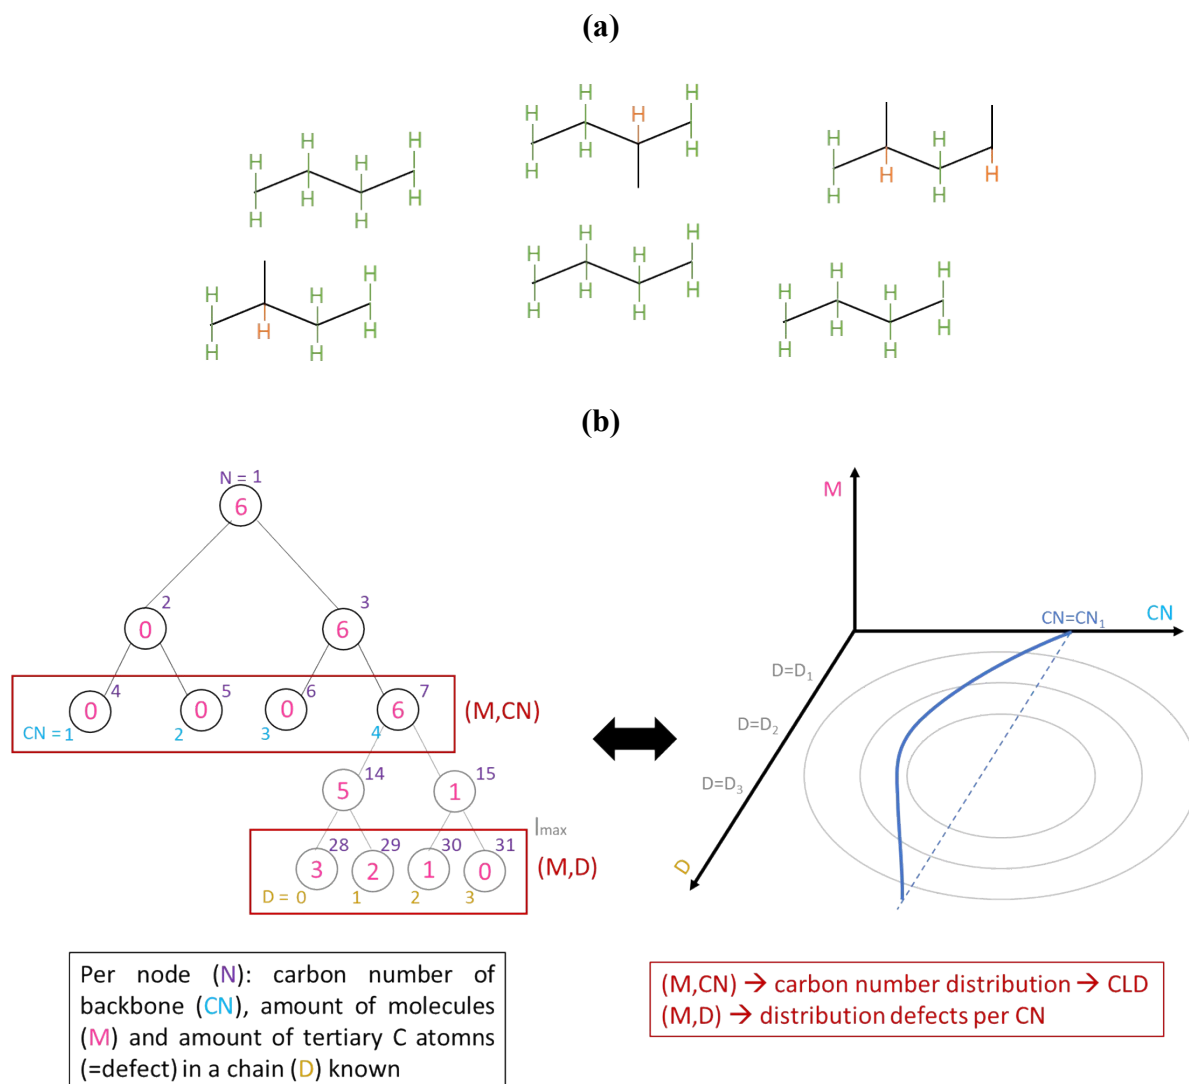 (a)
H H H H
H H H H
H H H H
H H H
H H H
H H H
H H H
H H H H
H H H H
H H H H
H H H H
H H H H
(b)
N = 1
6
2
0
3
6
4
0
5
0
6
0
7
6
CN = 1
2
3
4
(M,CN)
14
5
15
1
Imax
28
3
29
2
30
1
31
0
(M,D)
D = 0
1
2
3
M
CN=CN1
CN
D=D1
D=D2
D=D3
D
Per node (N): carbon number of
backbone (CN), amount of molecules
(M) and amount of tertiary C atomns
(=defect) in a chain (D) known
(M,CN) → carbon number distribution → CLD
(M,D) → distribution defects per CN